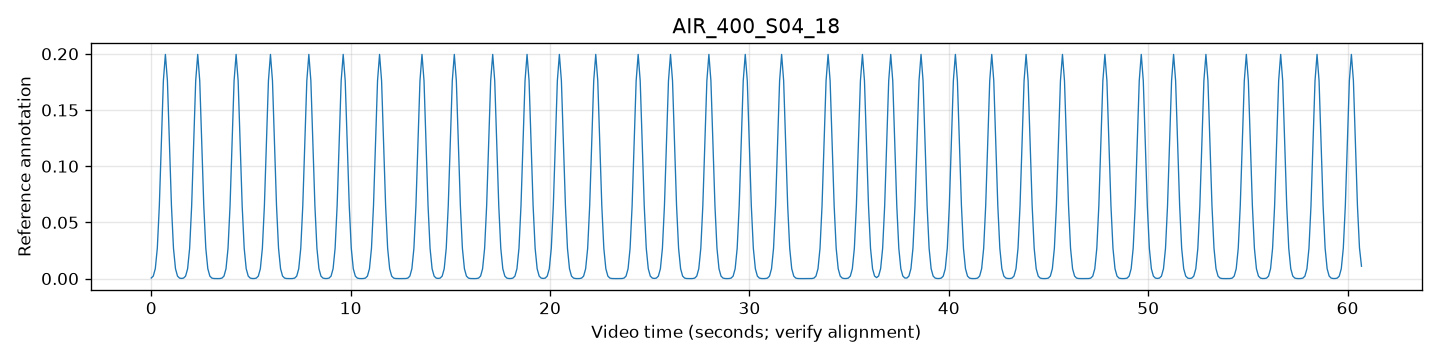 AIR_400_S04_18
Reference annotation
0.20
0.15
0.10
0.05
0.00
0 10 20 30 40 50 60
Video time (seconds; verify alignment)